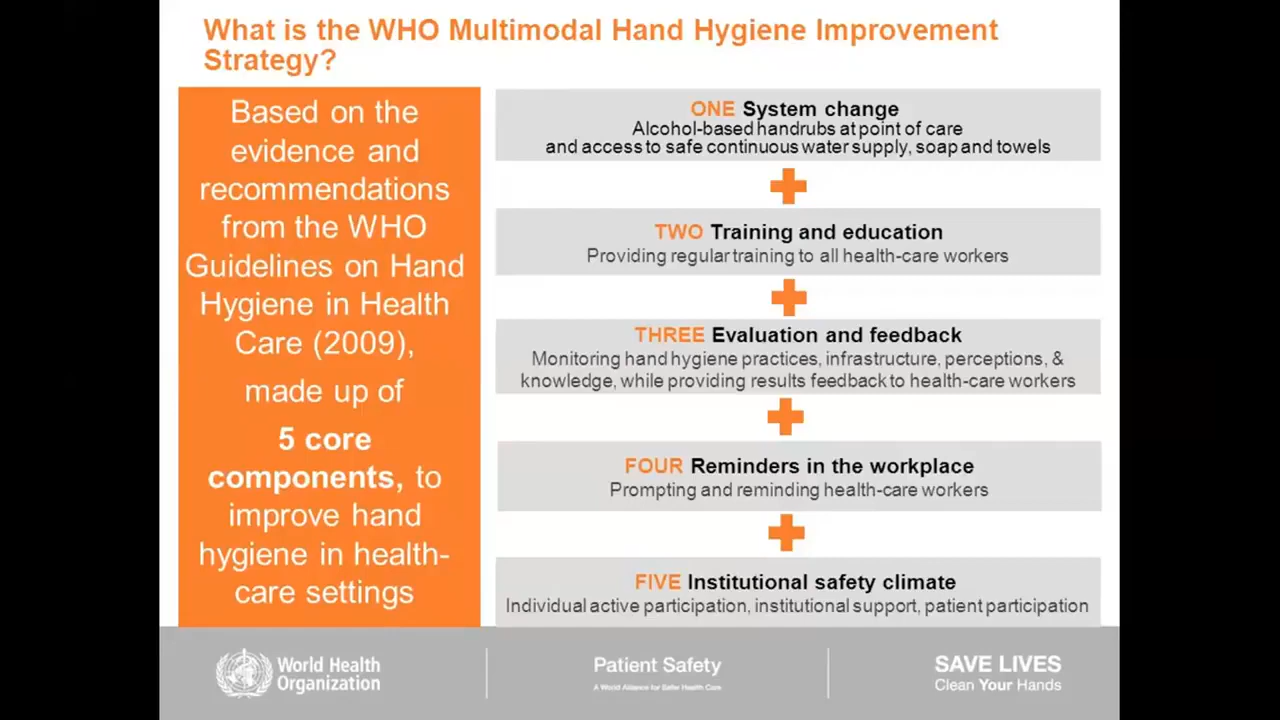 What is the WHO Multimodal Hand Hygiene Improvement
Strategy?
Based on the
evidence and
recommendations
from the WHO
Guidelines on Hand
Hygiene in Health
Care (2009),
made up of
5 core
components, to
improve hand
hygiene in health-
care settings
ONE System change
Alcohol-based handrubs at point of care
and access to safe continuous water supply, soap and towels
TWO Training and education
Providing regular training to all health-care workers
THREE Evaluation and feedback
Monitoring hand hygiene practices, infrastructure, perceptions, &
knowledge, while providing results feedback to health-care workers
FOUR Reminders in the workplace
Prompting and reminding health-care workers
FIVE Institutional safety climate
Individual active participation, institutional support, patient participation
World Health
Organization
Patient Safety
A World Alliance for Safer Health Care
SAVE LIVES
Clean Your Hands